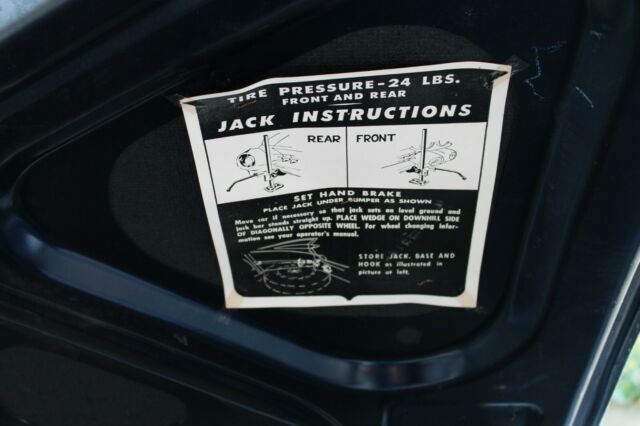 TIRE PRESSURE-24 LBS.
FRONT AND REAR
JACK INSTRUCTIONS
REAR FRONT
SET HAND BRAKE
PLACE JACK UNDER BUMPER AS SHOWN
Move car if necessary so that jack sets on level ground and
jack bar stands straight up. PLACE WEDGE ON DOWNHILL SIDE
OF DIAGONALLY OPPOSITE WHEEL. For wheel changing infor-
mation see your operator's manual.
STORE JACK, BASE AND
HOOK as illustrated in
picture at left.